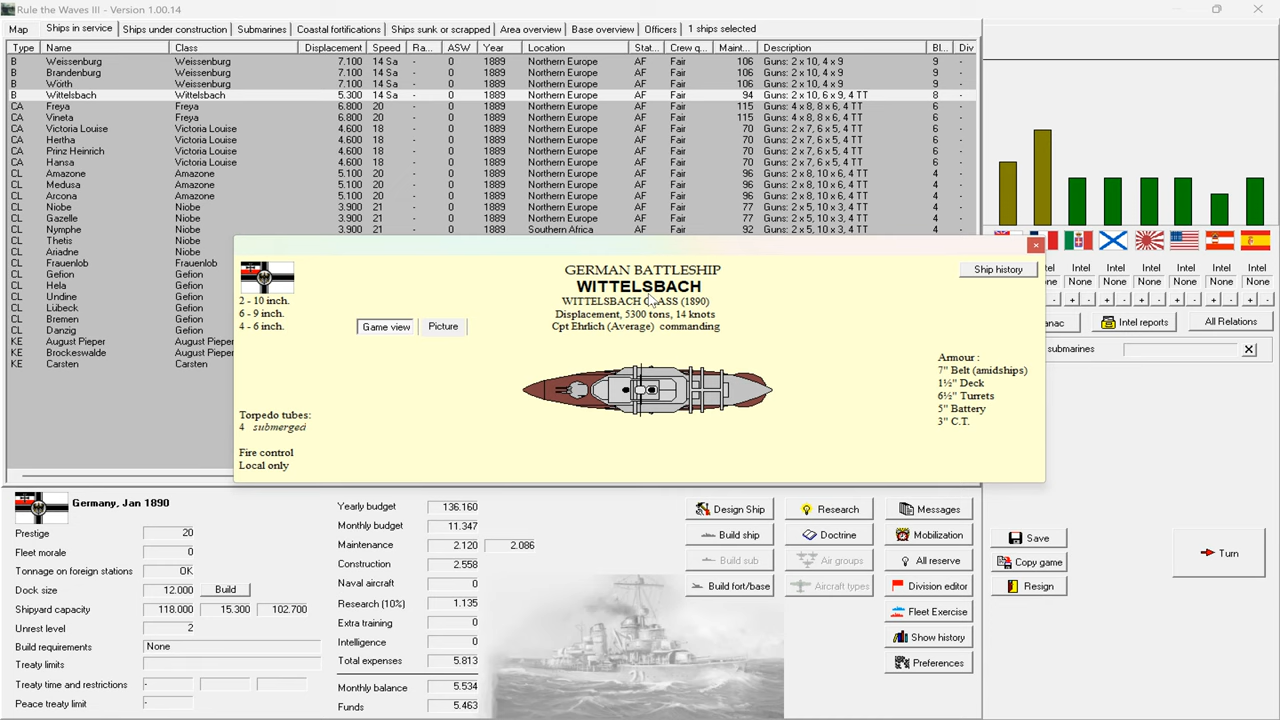 Rule the Waves III - Version 1.00.14
Map Ships in service Ships under construction Submarines Coastal fortifications Ships sunk or scrapped Area overview Base overview Officers 1 ships selected
Type Name Class Displacement Speed Ra... ASW Year Location Stat... Crew q... Maint... Description Bl... Div
B Weissenburg Weissenburg 7.100 14 Sa - 0 1889 Northern Europe AF Fair 106 Guns: 2 x 10, 4 x 9 9 -
B Brandenburg Weissenburg 7.100 14 Sa - 0 1889 Northern Europe AF Fair 106 Guns: 2 x 10, 4 x 9 9 -
B Wörth Weissenburg 7.100 14 Sa - 0 1889 Northern Europe AF Fair 106 Guns: 2 x 10, 4 x 9 9 -
B Wittelsbach Wittelsbach 5.300 14 Sa - 0 1889 Northern Europe AF Fair 94 Guns: 2 x 10, 6 x 9, 4 TT 8 -
CA Freya Freya 6.800 20 - 0 1889 Northern Europe AF Fair 115 Guns: 4 x 8, 8 x 6, 4 TT 6 -
CA Vineta Freya 6.800 20 - 0 1889 Northern Europe AF Fair 115 Guns: 4 x 8, 8 x 6, 4 TT 6 -
CA Victoria Louise Victoria Louise 4.600 18 - 0 1889 Northern Europe AF Fair 70 Guns: 2 x 7, 6 x 5, 4 TT 6 -
CA Hertha Victoria Louise 4.600 18 - 0 1889 Northern Europe AF Fair 70 Guns: 2 x 7, 6 x 5, 4 TT 6 -
CA Prinz Heinrich Victoria Louise 4.600 18 - 0 1889 Northern Europe AF Fair 70 Guns: 2 x 7, 6 x 5, 4 TT 6 -
CA Hansa Victoria Louise 4.600 18 - 0 1889 Northern Europe AF Fair 70 Guns: 2 x 7, 6 x 5, 4 TT 6 -
CL Amazone Amazone 5.100 20 - 0 1889 Northern Europe AF Fair 96 Guns: 2 x 8, 10 x 6, 4 TT 4 -
CL Medusa Amazone 5.100 20 - 0 1889 Northern Europe AF Fair 96 Guns: 2 x 8, 10 x 6, 4 TT 4 -
CL Arcona Amazone 5.100 20 - 0 1889 Northern Europe AF Fair 96 Guns: 2 x 8, 10 x 6, 4 TT 4 -
CL Niobe Niobe 3.900 21 - 0 1889 Northern Europe AF Fair 77 Guns: 2 x 5, 10 x 3, 4 TT 4 -
CL Gazelle Niobe 3.900 21 - 0 1889 Northern Europe AF Fair 77 Guns: 2 x 5, 10 x 3, 4 TT 4 -
CL Nymphe Niobe 3.900 21 - 0 1889 Southern Africa AF Fair 92 Guns: 2 x 5, 10 x 3, 4 TT 4 -
CL Thetis Niobe
CL Ariadne Niobe
CL Frauenlob Niobe
CL Gefion Gefion
CL Hela Gefion
CL Undine Gefion
CL Lübeck Gefion
CL Bremen Gefion
CL Danzig Gefion
KE August Pieper August Pieper
KE Brockeswalde August Pieper
KE Carsten August Pieper
GERMAN BATTLESHIP
WITTELSBACH
WITTELSBACH CLASS (1890)
Displacement, 5300 tons, 14 knots
Cpt Ehrlich (Average) commanding
Ship history
2 - 10 inch.
6 - 9 inch.
4 - 6 inch.
Game view Picture
Torpedo tubes:
4 submerged
Fire control
Local only
Armour :
7" Belt (amidships)
1½" Deck
6½" Turrets
5" Battery
3" C.T.
tel Intel Intel Intel Intel Intel Intel
ne None None None None None None
- + - + - + - + - + - + -
anac Intel reports All Relations
submarines X
Germany, Jan 1890
Prestige 20
Fleet morale 0
Tonnage on foreign stations OK
Dock size 12.000 Build
Shipyard capacity 118.000 15.300 102.700
Unrest level 2
Build requirements None
Treaty limits
Treaty time and restrictions -
Peace treaty limit -
Yearly budget 136.160
Monthly budget 11.347
Maintenance 2.120 2.086
Construction 2.558
Naval aircraft 0
Research (10%) 1.135
Extra training 0
Intelligence 0
Total expenses 5.813
Monthly balance 5.534
Funds 5.463
Design Ship Research Messages
Build ship Doctrine Mobilization
Build sub Air groups All reserve
Build fort/base Aircraft types Division editor
Fleet Exercise
Show history
Preferences
Save
Copy game
Resign
Turn